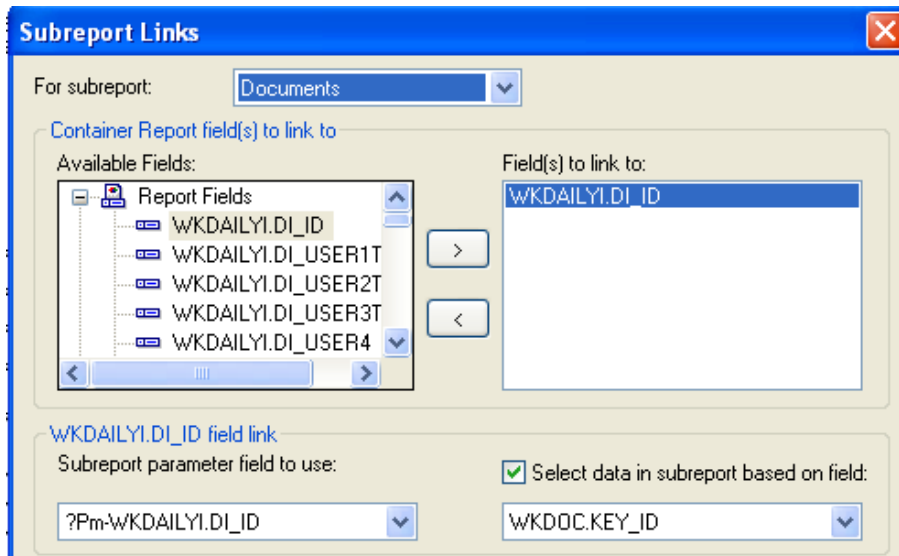 Subreport Links
For subreport: Documents
Container Report field(s) to link to
Available Fields:
Field(s) to link to:
Report Fields
WKDAILYI.DI_ID
WKDAILYI.DI_USER1T
WKDAILYI.DI_USER2T
WKDAILYI.DI_USER3T
WKDAILYI.DI_USER4
>
<
WKDAILYI.DI_ID
WKDAILYI.DI_ID field link
Subreport parameter field to use:
Select data in subreport based on field:
?Pm-WKDAILYI.DI_ID
WKDOC.KEY_ID